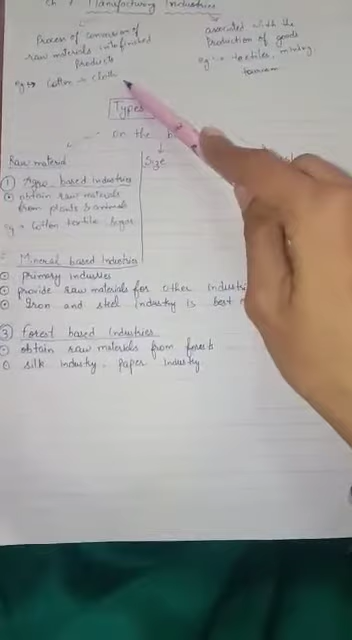 Manufacturing Industries
Process of conversion of
raw materials into finished
Products
eg → Cotton → cloth
associated with the
Production of goods
eg :- textiles, mining
tourism
Types
on the
Raw material
Size
① Agro based industries
obtain raw materials
from plants & animals
eg - cotton textile sugar
Mineral based Industries
primary industries
provide raw materials for other
Iron and steel industry is best
③ Forest based Industries
obtain raw materials from forests
silk industry, paper industry.